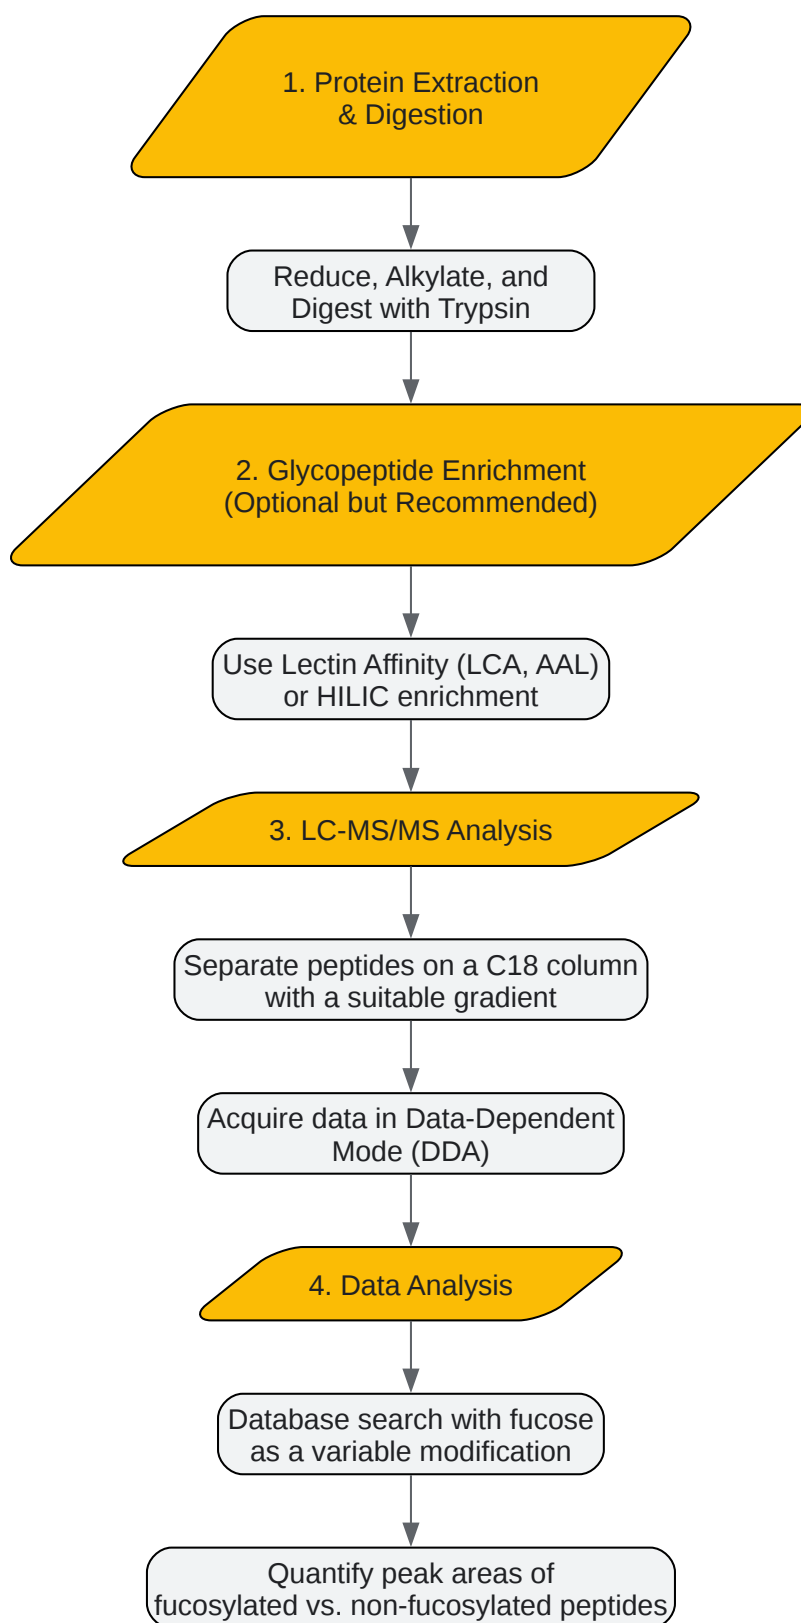 1. Protein Extraction
& Digestion
Reduce, Alkylate, and
Digest with Trypsin
2. Glycopeptide Enrichment
(Optional but Recommended)
Use Lectin Affinity (LCA, AAL)
or HILIC enrichment
3. LC-MS/MS Analysis
Separate peptides on a C18 column
with a suitable gradient
Acquire data in Data-Dependent
Mode (DDA)
4. Data Analysis
Database search with fucose
as a variable modification
Quantify peak areas of
fucosylated vs. non-fucosylated peptides